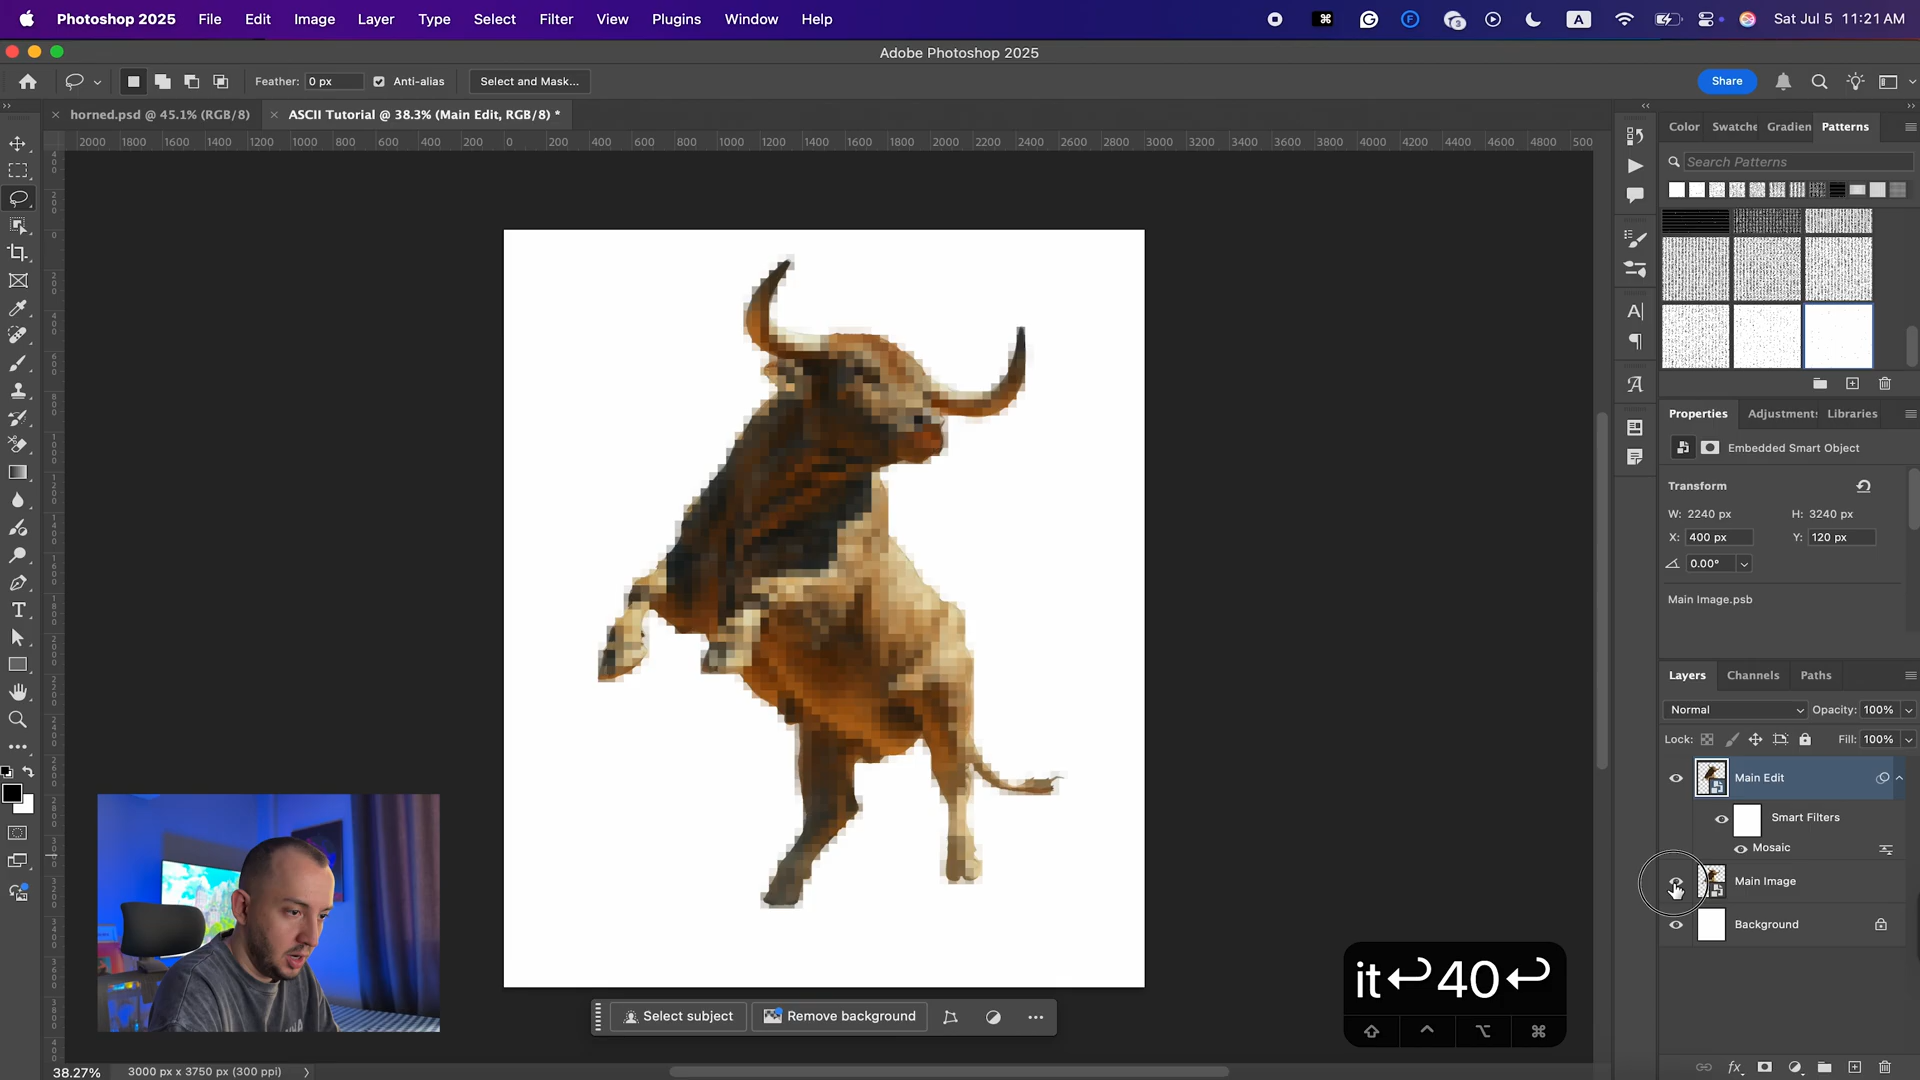 Photoshop 2025 File Edit Image Layer Type Select Filter View Plugins Window Help A Sat Jul 5 11:21 AM
Adobe Photoshop 2025
Feather: 0 px Anti-alias Select and Mask... Share
horned.psd @ 45.1% (RGB/8) ASCII Tutorial @ 38.3% (Main Edit, RGB/8) *
2000 1800 1600 1400 1200 1000 800 600 400 200 0 200 400 600 800 1000 1200 1400 1600 1800 2000 2200 2400 2600 2800 3000 3200 3400 3600 3800 4000 4200 4400 4600 4800 500
Color Swatche Gradien Patterns
Search Patterns
Properties Adjustment: Libraries
Embedded Smart Object
Transform
W: 2240 px H: 3240 px
X: 400 px Y: 120 px
0.00°
Main Image.psb
Layers Channels Paths
Normal Opacity: 100%
Lock: Fill: 100%
Main Edit
Smart Filters
Mosaic
Main Image
Background
it↩40↩
Select subject Remove background ...
38.27% 3000 px x 3750 px (300 ppi)